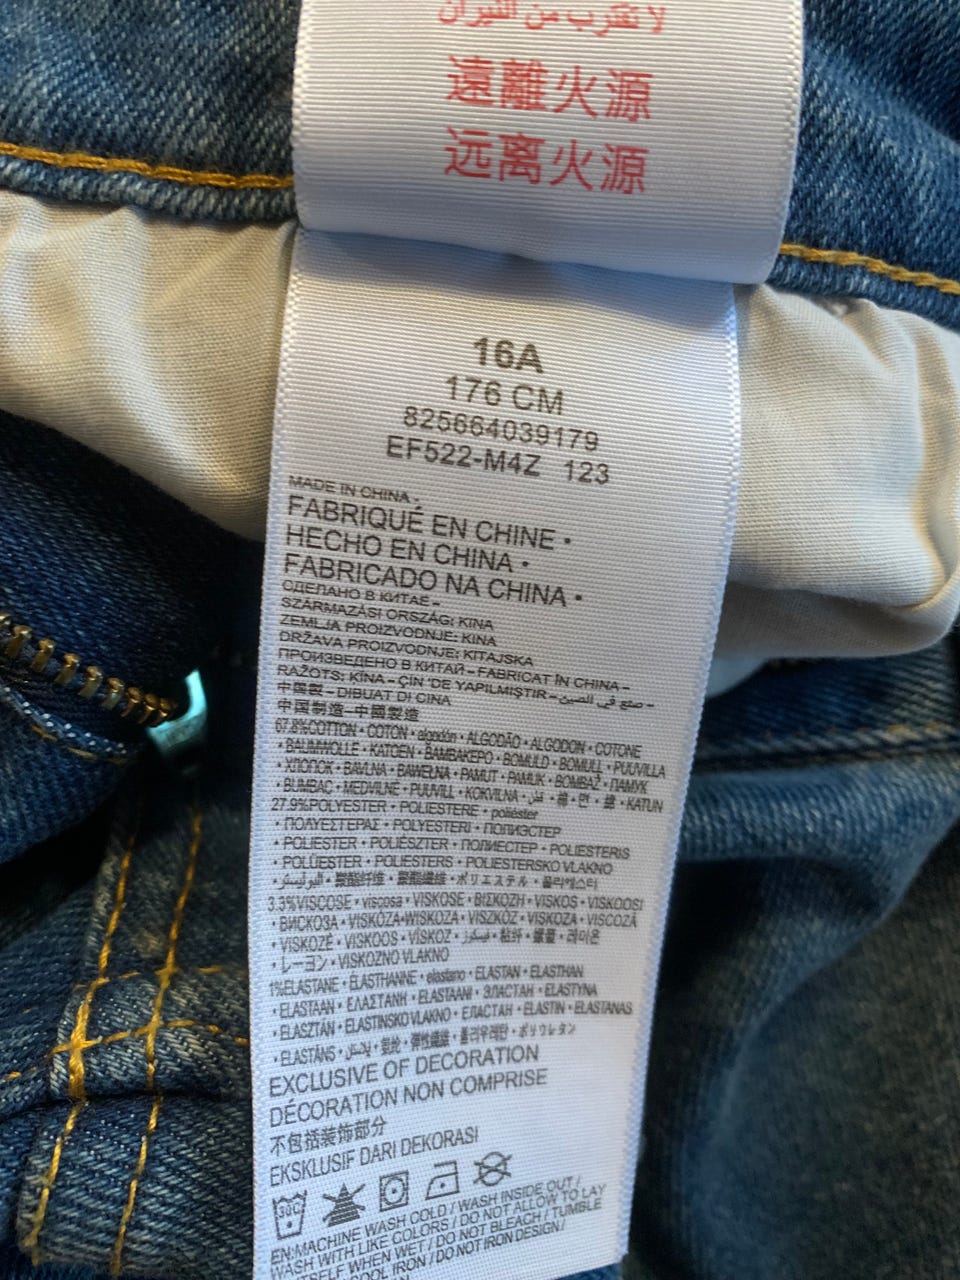 لا تقرب من النيران
遠離火源
远离火源
16A
176 CM
825664039179
EF522-M4Z 123
MADE IN CHINA -
FABRIQUÉ EN CHINE •
HECHO EN CHINA •
FABRICADO NA CHINA •
СДЕЛАНО В КИТАЕ –
SZÁRMAZÁSI ORSZÁG: KÍNA
ZEMLJA PROIZVODNJE: KINA
DRŽAVA PROIZVODNJE: KITAJSKA
ПРОИЗВЕДЕНО В КИТАЙ – FABRICAT ÎN CHINA –
RAŽOTS: ĶĪNA – ÇİN 'DE YAPILMIŞTIR – صنع في الصين –
中国製 – DIBUAT DI CINA
中国制造 – 中國製造
67.8%COTTON • COTON • algodón • ALGODÃO • ALGODON • COTONE
• BAUMWOLLE • KATOEN • ΒΑΜΒΑΚΕΡΟ • BOMULD • BOMULL • PUUVILLA
ХЛОПОК • BAVLNA • BAWEŁNA • PAMUT • PAMUK • BOMBAŽ • ПАМУК
• BUMBAC • MEDVILNĖ • PUUVILL • KOKVILNA • قطن • 棉 • 면 • 綿 • KATUN
27.9%POLYESTER • POLIESTERE • poliéster
• ΠΟΛΥΕΣΤΕΡΑΣ • POLYESTERI • ПОЛИЭСТЕР
• POLIESTER • POLIÉSZTER • ПОЛИЕСТЕР • POLIESTERIS
• POLÜESTER • POLIESTERS • POLIESTERSKO VLAKNO
• البوليستر • 聚酯纤维 • 聚酯纖維 • ポリエステル • 폴리에스터
3.3%VISCOSE • viscosa • VISKOSE • ΒΙΣΚΟΖΗ • VISKOS • VISKOOSI
• ВИСКОЗА • VISKÓZA•WISKOZA • VISZKÓZ • VISKOZA • VISCOZĂ
• VISKOZĖ • VISKOOS • VISKOZ • فيسكوز • 粘纤 • 嫘縈 • 레이온
• レーヨン • VISKOZNO VLAKNO
1%ELASTANE • ÉLASTHANNE • elastano • ELASTAN • ELASTHAN
• ELASTAAN • ΕΛΑΣΤΑΝΗ • ELASTAANI • ЭЛАСТАН • ELASTYNA
• ELASZTÁN • ELASTINSKO VLAKNO • ЕЛАСТАН • ELASTIN • ELASTANAS
• ELASTĀNS • 氨纶 • 彈性纖維 • 폴리우레탄 • ポリウレタン
EXCLUSIVE OF DECORATION
DÉCORATION NON COMPRISE
不包括装饰部分
EKSKLUSIF DARI DEKORASI
30C
EN:MACHINE WASH COLD / WASH INSIDE OUT /
WASH WITH LIKE COLORS / DO NOT ALLOW TO LAY
ITSELF WHEN WET / DO NOT BLEACH / TUMBLE
COOL IRON / DO NOT IRON DESIGN /